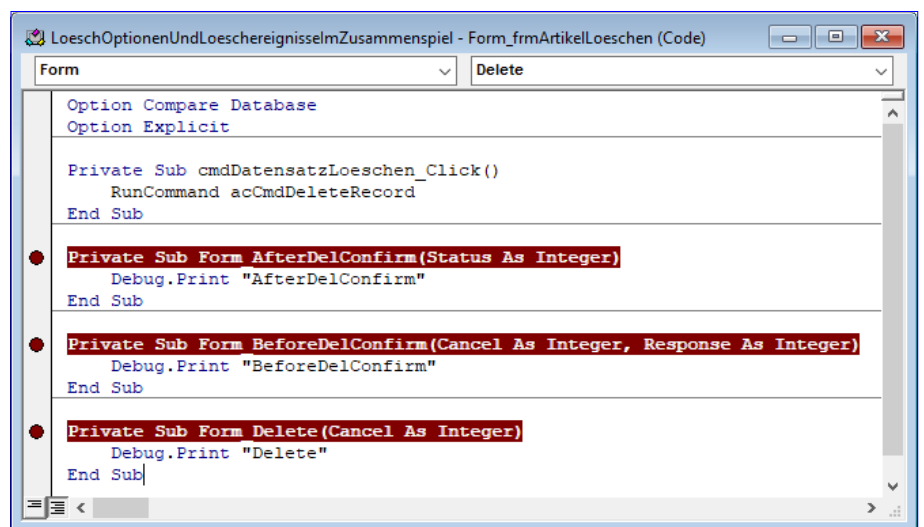 LoeschOptionenUndLoeschereignisseImZusammenspiel - Form_frmArtikelLoeschen (Code)
Form Delete
Option Compare Database
Option Explicit
Private Sub cmdDatensatzLoeschen_Click()
RunCommand acCmdDeleteRecord
End Sub
Private Sub Form_AfterDelConfirm(Status As Integer)
Debug.Print "AfterDelConfirm"
End Sub
Private Sub Form_BeforeDelConfirm(Cancel As Integer, Response As Integer)
Debug.Print "BeforeDelConfirm"
End Sub
Private Sub Form_Delete(Cancel As Integer)
Debug.Print "Delete"
End Sub